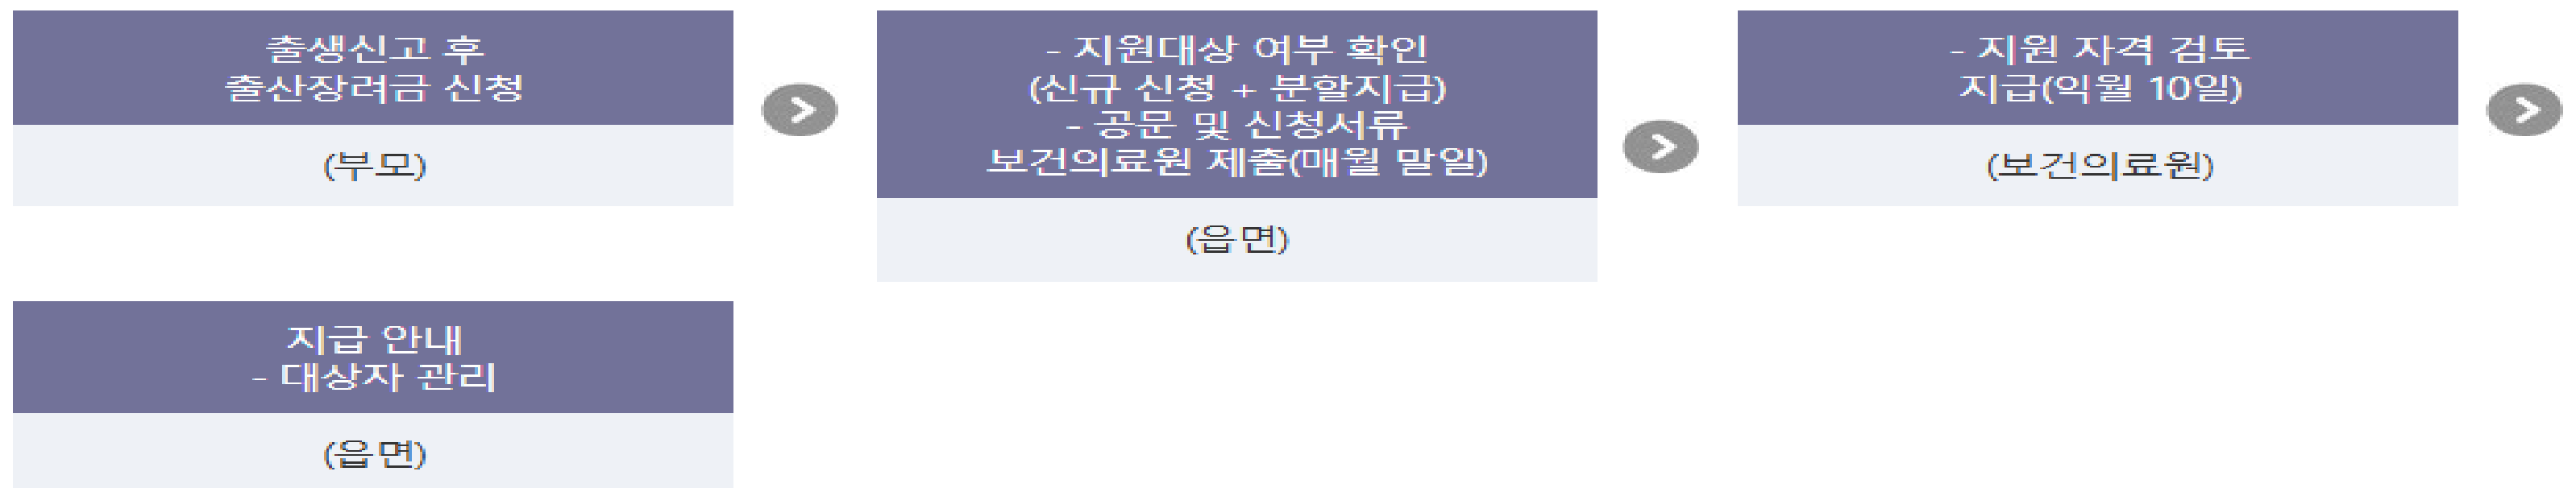 출생신고 후
출산장려금 신청
(부모)
- 지원대상 여부 확인
(신규 신청 + 분할지급)
- 공문 및 신청서류
보건의료원 제출(매월 말일)
(읍면)
- 지원 자격 검토
지급(익월 10일)
(보건의료원)
지급 안내
- 대상자 관리
(읍면)